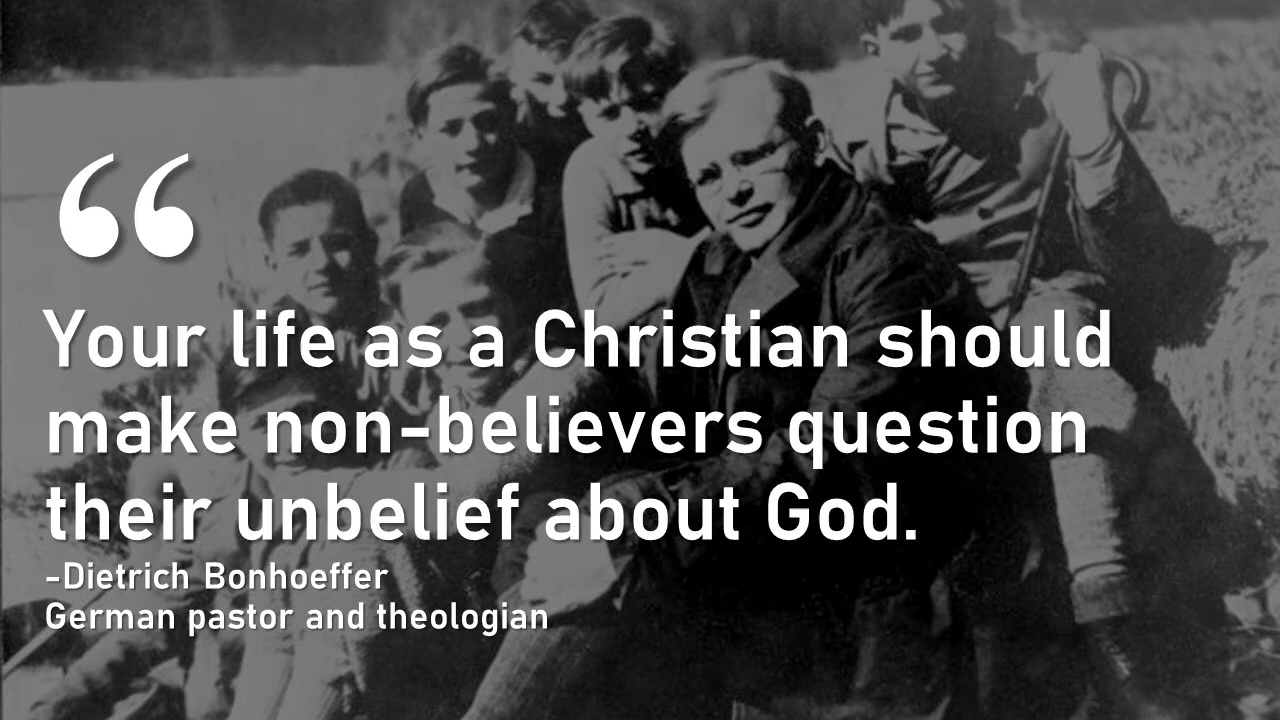 “
Your life as a Christian should
make non-believers question
their unbelief about God.
-Dietrich Bonhoeffer
German pastor and theologian